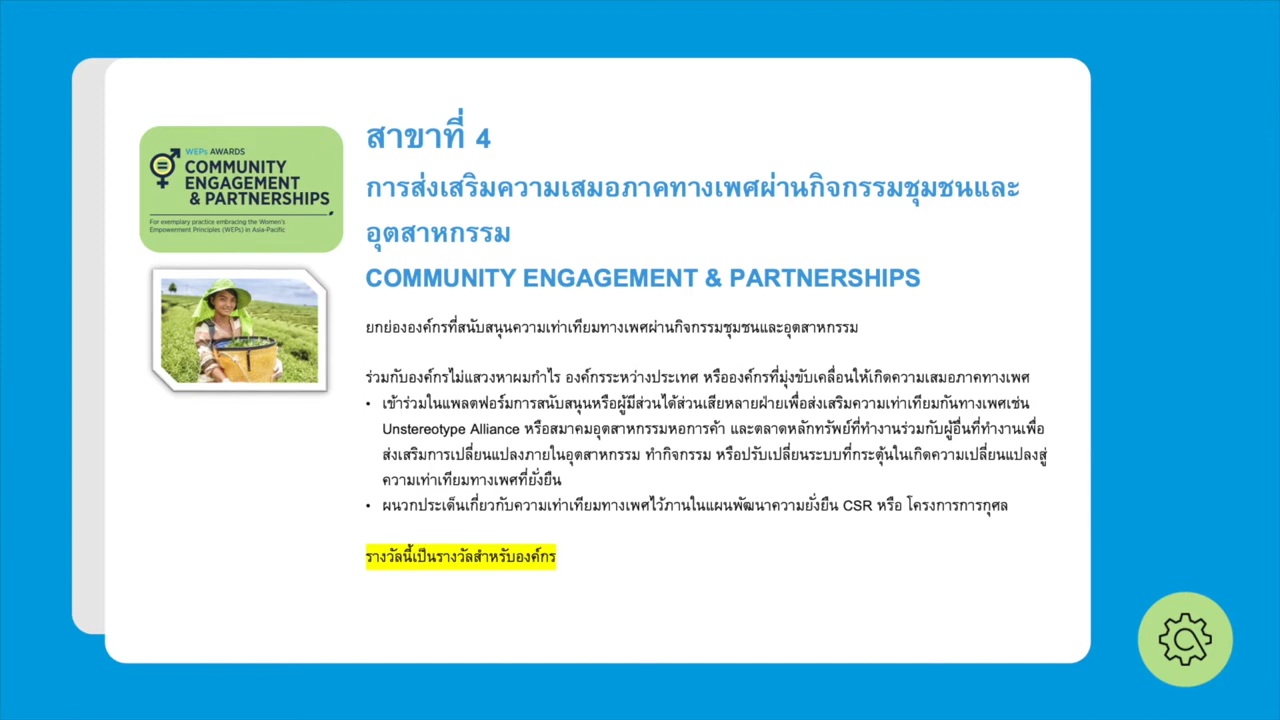 WEPs AWARDS
COMMUNITY
ENGAGEMENT
& PARTNERSHIPS
For exemplary practice embracing the Women's
Empowerment Principles (WEPs) in Asia-Pacific
สาขาที่ 4
การส่งเสริมความเสมอภาคทางเพศผ่านกิจกรรมชุมชนและ
อุตสาหกรรม
COMMUNITY ENGAGEMENT & PARTNERSHIPS
ยกย่ององค์กรที่สนับสนุนความเท่าเทียมทางเพศผ่านกิจกรรมชุมชนและอุตสาหกรรม
ร่วมกับองค์กรไม่แสวงหาผมกำไร องค์กรระหว่างประเทศ หรือองค์กรที่มุ่งขับเคลื่อนให้เกิดความเสมอภาคทางเพศ
• เข้าร่วมในแพลตฟอร์มการสนับสนุนหรือผู้มีส่วนได้ส่วนเสียหลายฝ่ายเพื่อส่งเสริมความเท่าเทียมกันทางเพศเช่น
Unstereotype Alliance หรือสมาคมอุตสาหกรรมหอการค้า และตลาดหลักทรัพย์ที่ทำงานร่วมกับผู้อื่นที่ทำงานเพื่อ
ส่งเสริมการเปลี่ยนแปลงภายในอุตสาหกรรม ทำกิจกรรม หรือปรับเปลี่ยนระบบที่กระตุ้นในเกิดความเปลี่ยนแปลงสู่
ความเท่าเทียมทางเพศที่ยั่งยืน
• ผนวกประเด็นเกี่ยวกับความเท่าเทียมทางเพศไว้ภานในแผนพัฒนาความยั่งยืน CSR หรือ โครงการการกุศล
รางวัลนี้เป็นรางวัลสำหรับองค์กร